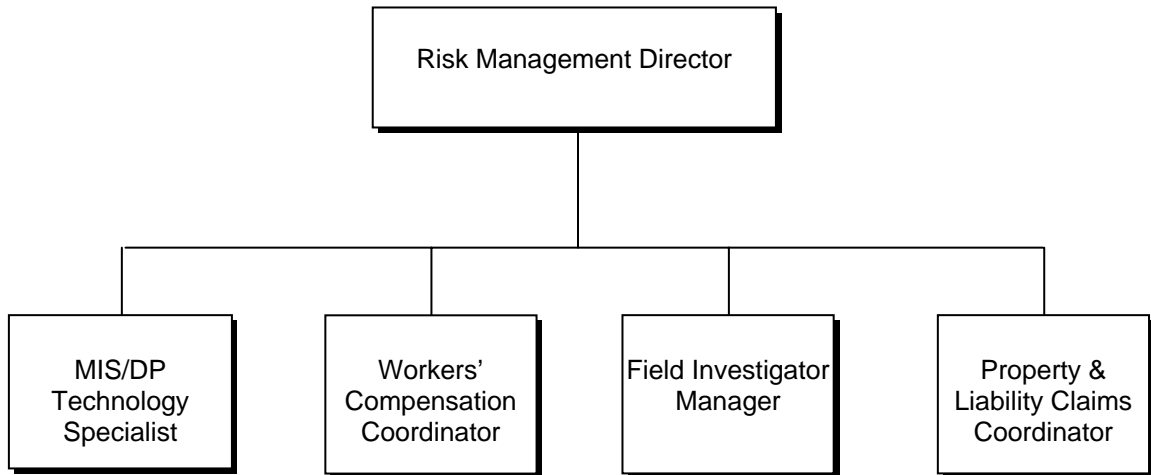 Risk Management Director
MIS/DP
Technology
Specialist
Workers’
Compensation
Coordinator
Field Investigator
Manager
Property &
Liability Claims
Coordinator